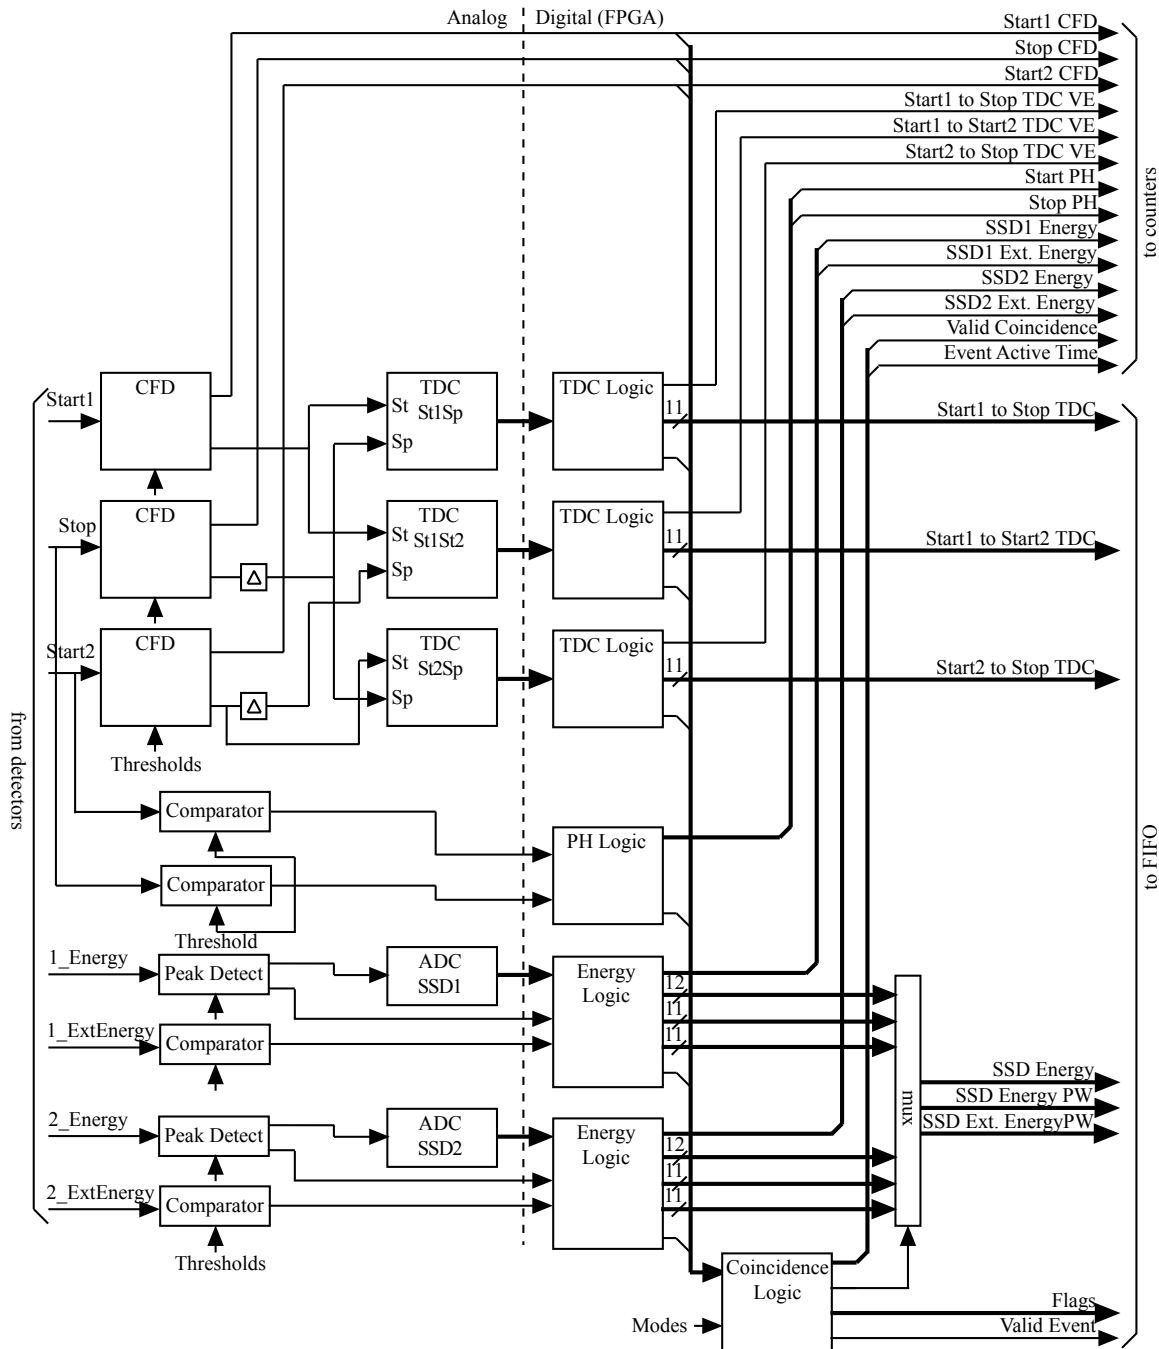 Analog
Digital (FPGA)
Start1 CFD
Stop CFD
Start2 CFD
Start1 to Stop TDC VE
Start1 to Start2 TDC VE
Start2 to Stop TDC VE
Start PH
Stop PH
SSD1 Energy
SSD1 Ext. Energy
SSD2 Energy
SSD2 Ext. Energy
Valid Coincidence
Event Active Time
to counters
Start1
CFD
TDC
St1Sp
St
Sp
TDC Logic
11
Start1 to Stop TDC
Stop
CFD
TDC
St1St2
St
Sp
TDC Logic
11
Start1 to Start2 TDC
Start2
CFD
TDC
St2Sp
St
Sp
TDC Logic
11
Start2 to Stop TDC
Δ
Δ
Thresholds
from detectors
Comparator
Comparator
Threshold
PH Logic
to FIFO
1_Energy
Peak Detect
ADC
SSD1
Energy
Logic
12
11
11
1_ExtEnergy
Comparator
mux
SSD Energy
SSD Energy PW
SSD Ext. EnergyPW
2_Energy
Peak Detect
ADC
SSD2
Energy
Logic
12
11
11
2_ExtEnergy
Comparator
Thresholds
Coincidence
Logic
Modes
Flags
Valid Event